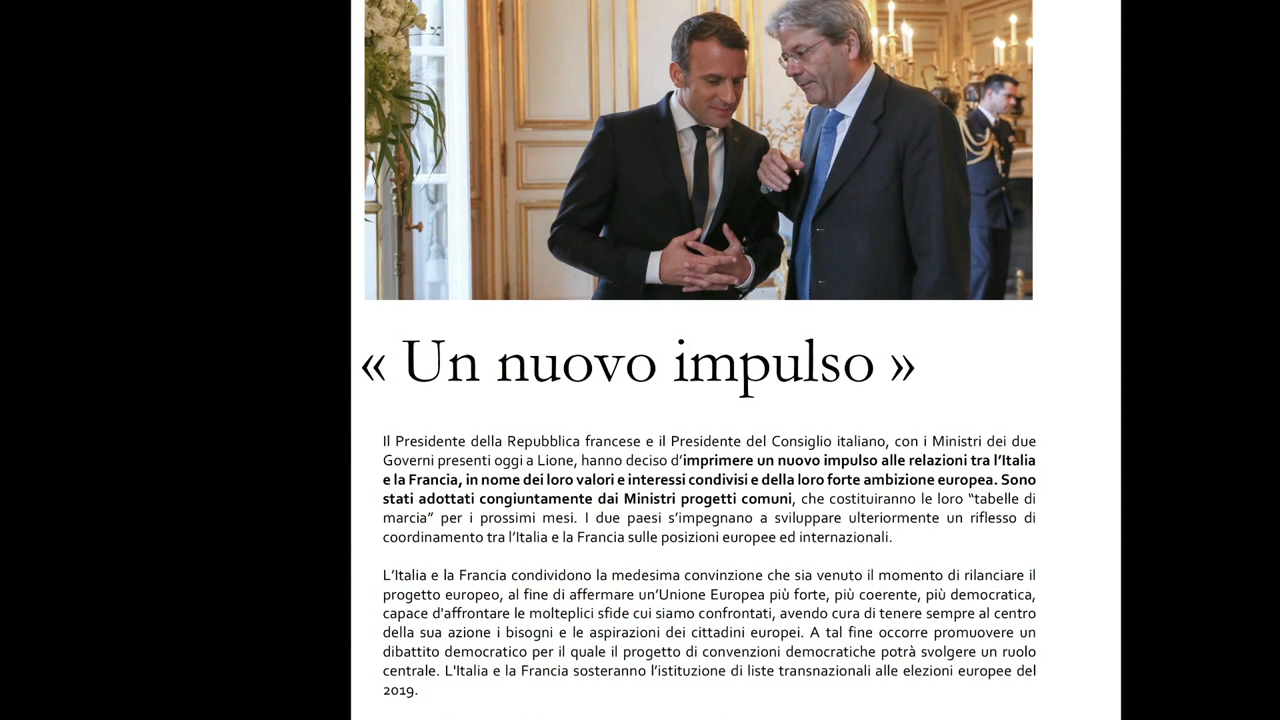 « Un nuovo impulso »
Il Presidente della Repubblica francese e il Presidente del Consiglio italiano, con i Ministri dei due
Governi presenti oggi a Lione, hanno deciso d’imprimere un nuovo impulso alle relazioni tra l’Italia
e la Francia, in nome dei loro valori e interessi condivisi e della loro forte ambizione europea. Sono
stati adottati congiuntamente dai Ministri progetti comuni, che costituiranno le loro “tabelle di
marcia” per i prossimi mesi. I due paesi s’impegnano a sviluppare ulteriormente un riflesso di
coordinamento tra l’Italia e la Francia sulle posizioni europee ed internazionali.
L’Italia e la Francia condividono la medesima convinzione che sia venuto il momento di rilanciare il
progetto europeo, al fine di affermare un’Unione Europea più forte, più coerente, più democratica,
capace d'affrontare le molteplici sfide cui siamo confrontati, avendo cura di tenere sempre al centro
della sua azione i bisogni e le aspirazioni dei cittadini europei. A tal fine occorre promuovere un
dibattito democratico per il quale il progetto di convenzioni democratiche potrà svolgere un ruolo
centrale. L'Italia e la Francia sosteranno l’istituzione di liste transnazionali alle elezioni europee del
2019.